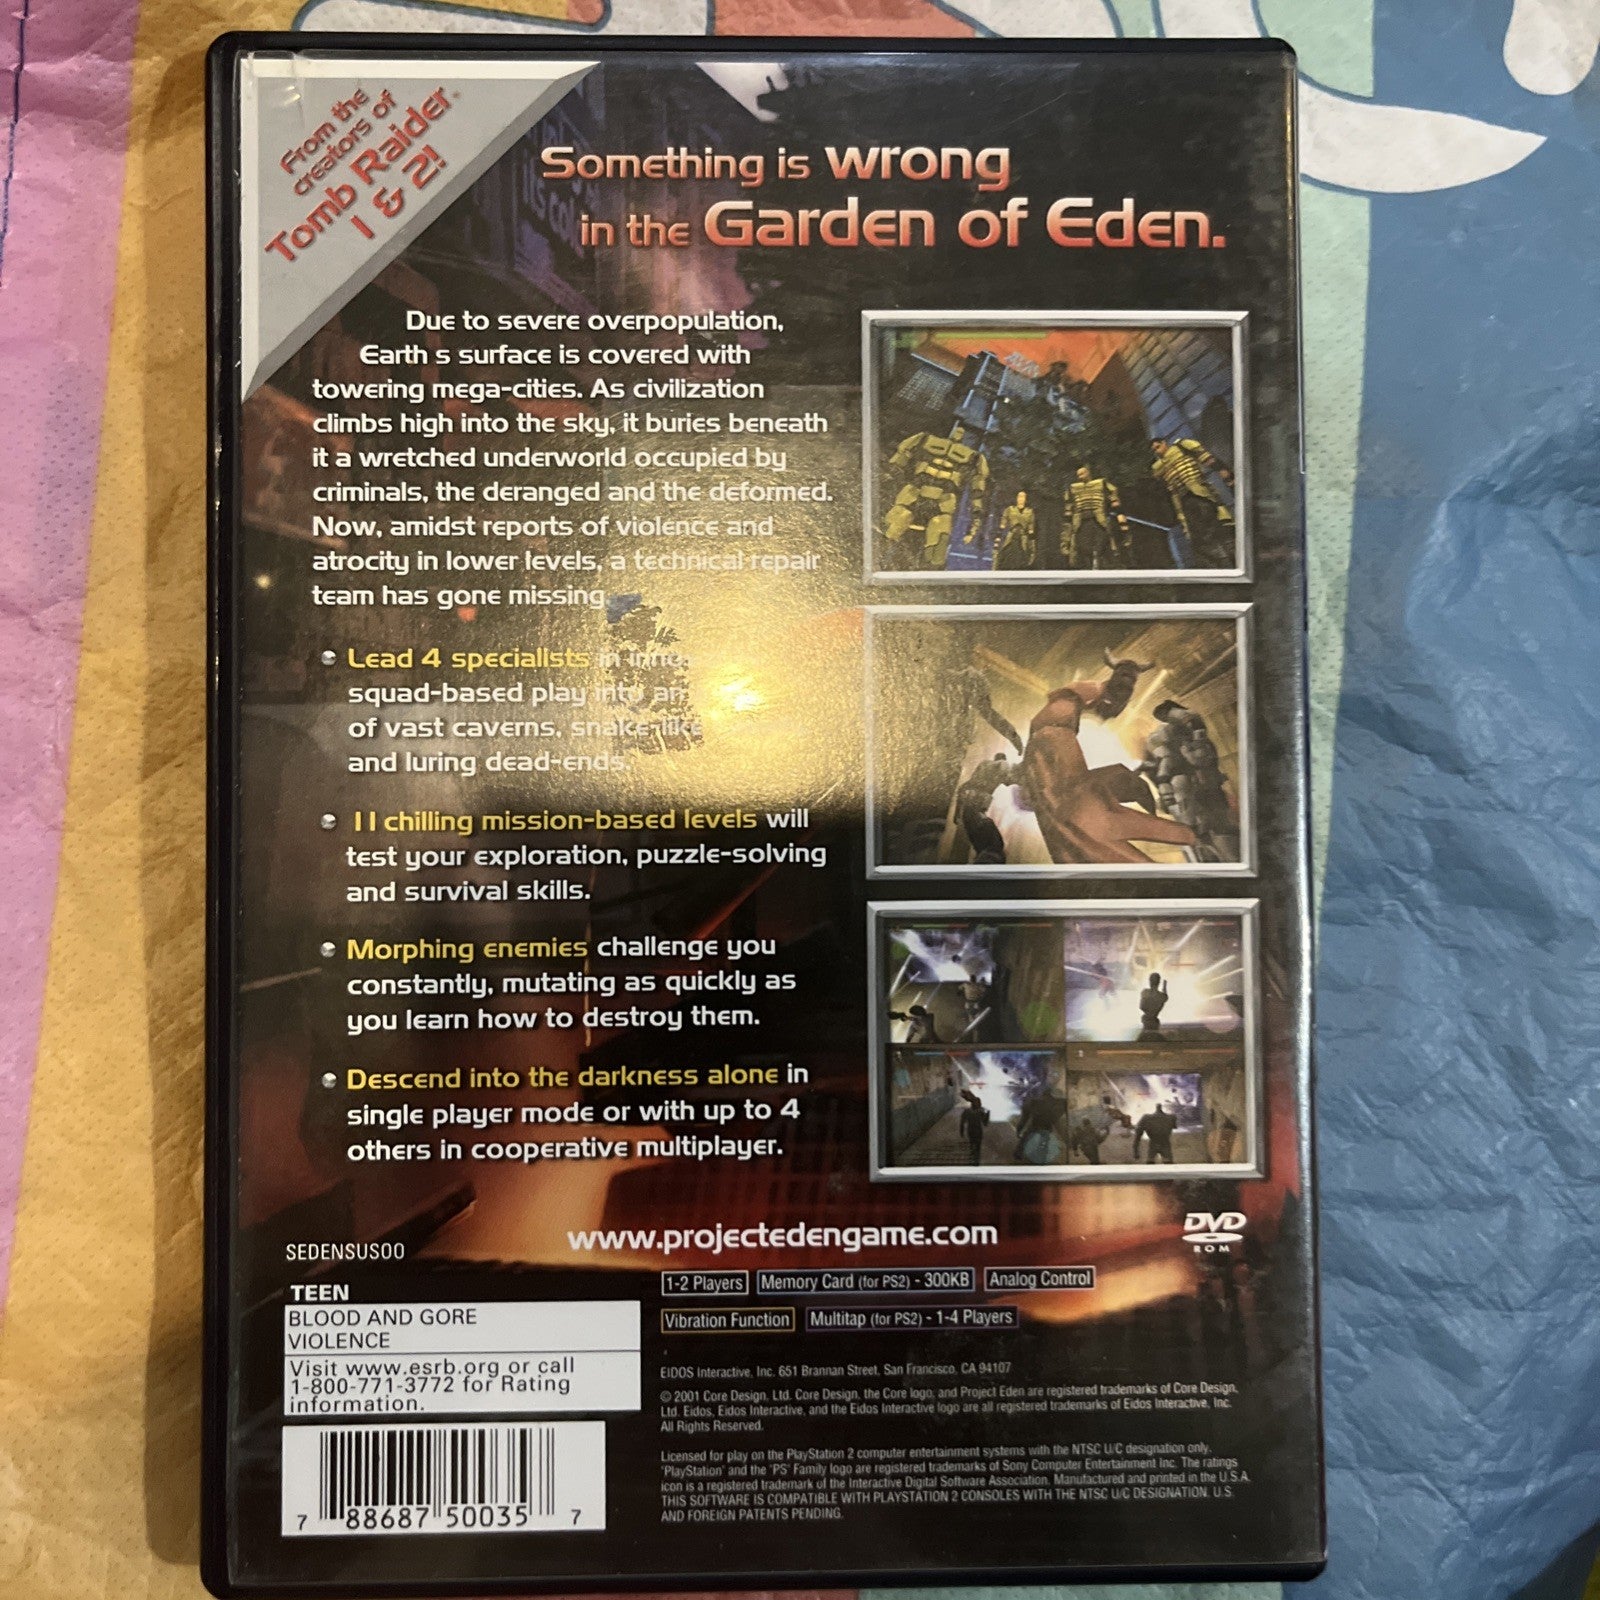 From the
creators of
Tomb Raider
1 & 2!
Something is wrong
in the Garden of Eden.
Due to severe overpopulation,
Earth s surface is covered with
towering mega-cities. As civilization
climbs high into the sky, it buries beneath
it a wretched underworld occupied by
criminals, the deranged and the deformed.
Now, amidst reports of violence and
atrocity in lower levels, a technical repair
team has gone missing
Lead 4 specialists in
squad-based play into an
of vast caverns, snake-like
and luring dead-ends.
11 chilling mission-based levels will
test your exploration, puzzle-solving
and survival skills.
Morphing enemies challenge you
constantly, mutating as quickly as
you learn how to destroy them.
Descend into the darkness alone in
single player mode or with up to 4
others in cooperative multiplayer.
www.projectedengame.com
DVD
ROM
SEDENSUS00
TEEN
BLOOD AND GORE
VIOLENCE
Visit www.esrb.org or call
1-800-771-3772 for Rating
information.
1-2 Players Memory Card (for PS2) - 300KB Analog Control
Vibration Function Multitap (for PS2) - 1-4 Players
EIDOS Interactive, Inc. 651 Brannan Street, San Francisco, CA 94107
© 2001 Core Design, Ltd. Core Design, the Core logo, and Project Eden are registered trademarks of Core Design,
Ltd. Eidos, Eidos Interactive, and the Eidos Interactive logo are all registered trademarks of Eidos Interactive, Inc.
All Rights Reserved.
Licensed for play on the PlayStation 2 computer entertainment systems with the NTSC U/C designation only.
"PlayStation" and the "PS" Family logo are registered trademarks of Sony Computer Entertainment Inc. The ratings
icon is a registered trademark of the Interactive Digital Software Association. Manufactured and printed in the U.S.A.
THIS SOFTWARE IS COMPATIBLE WITH PLAYSTATION 2 CONSOLES WITH THE NTSC U/C DESIGNATION. U.S.
AND FOREIGN PATENTS PENDING.
7 88687 50035 7